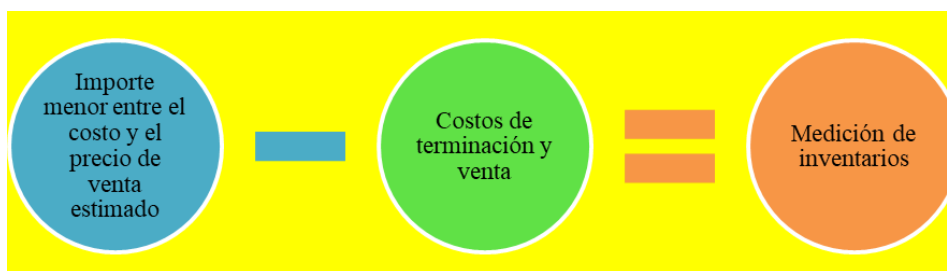 Importe
menor entre el
costo y el
precio de
venta
estimado
Costos de
terminación y
venta
Medición de
inventarios